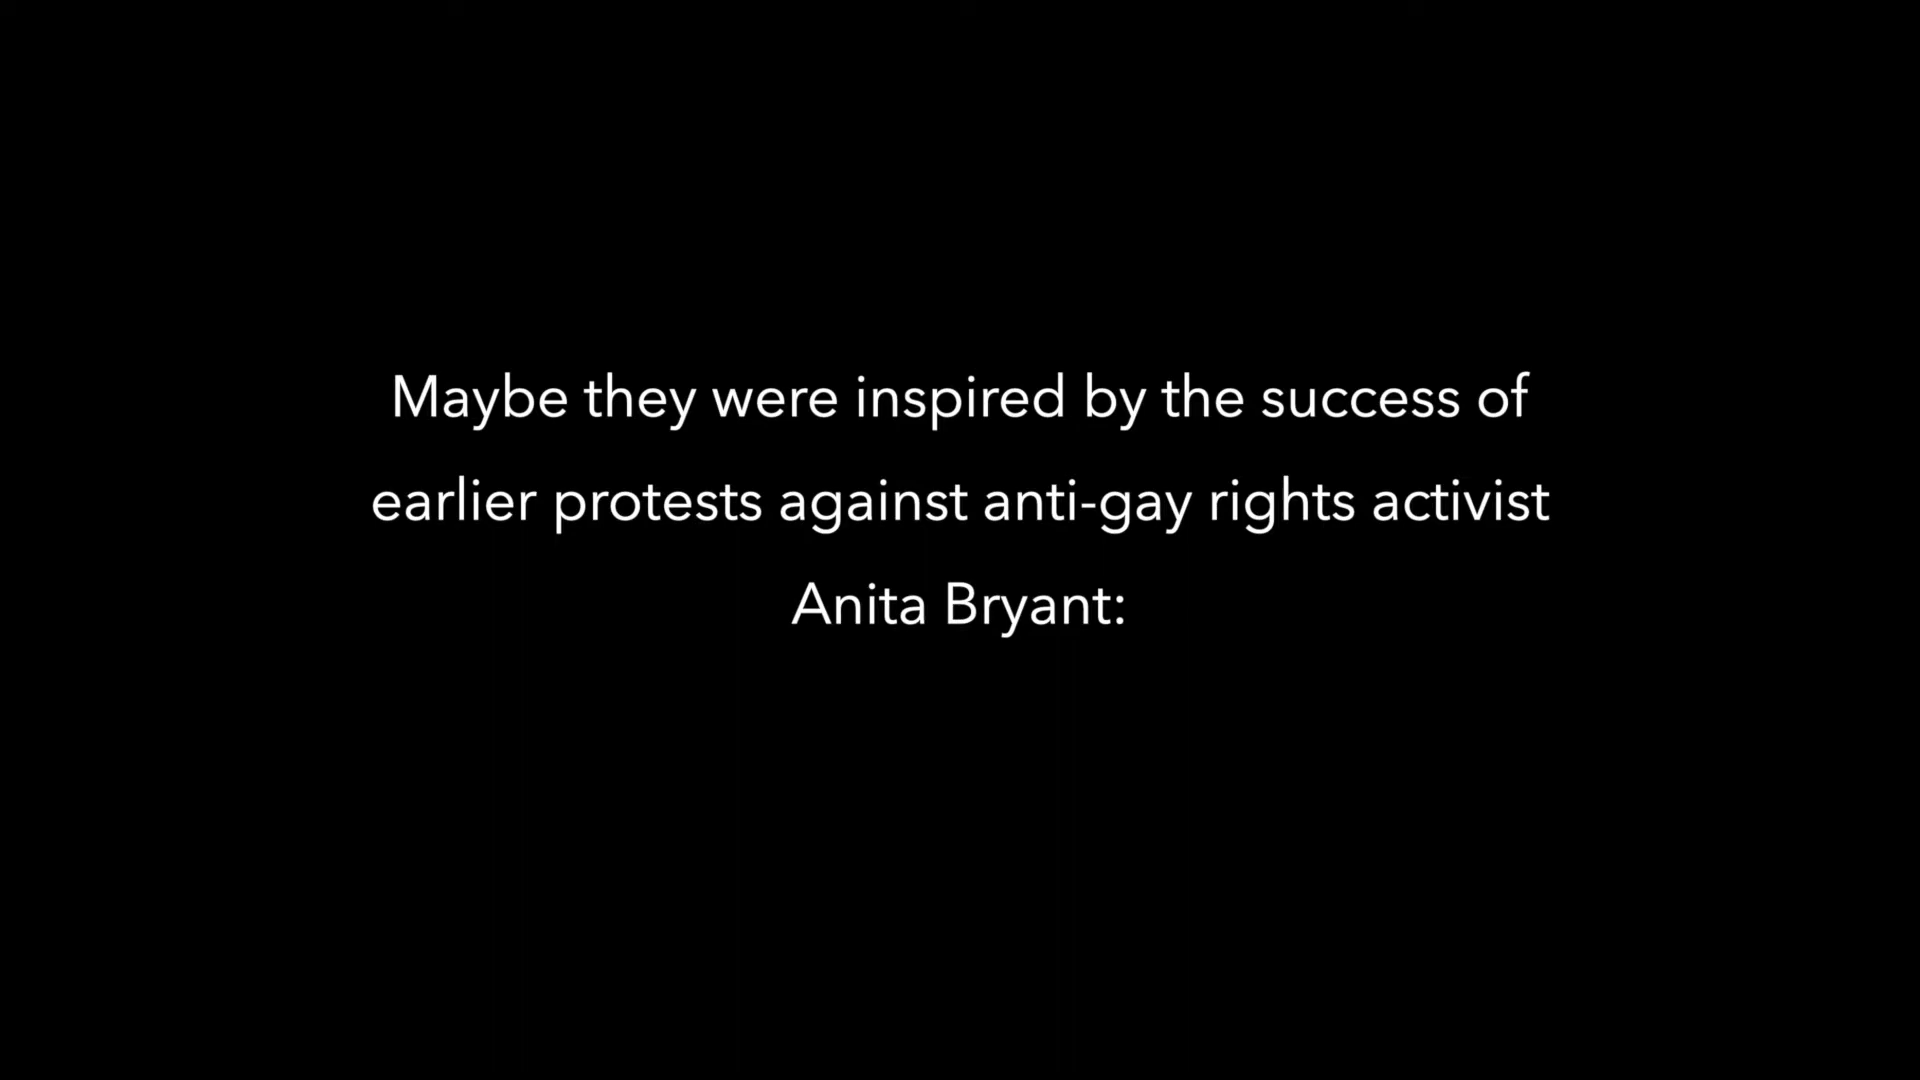 Maybe they were inspired by the success of
earlier protests against anti-gay rights activist
Anita Bryant: